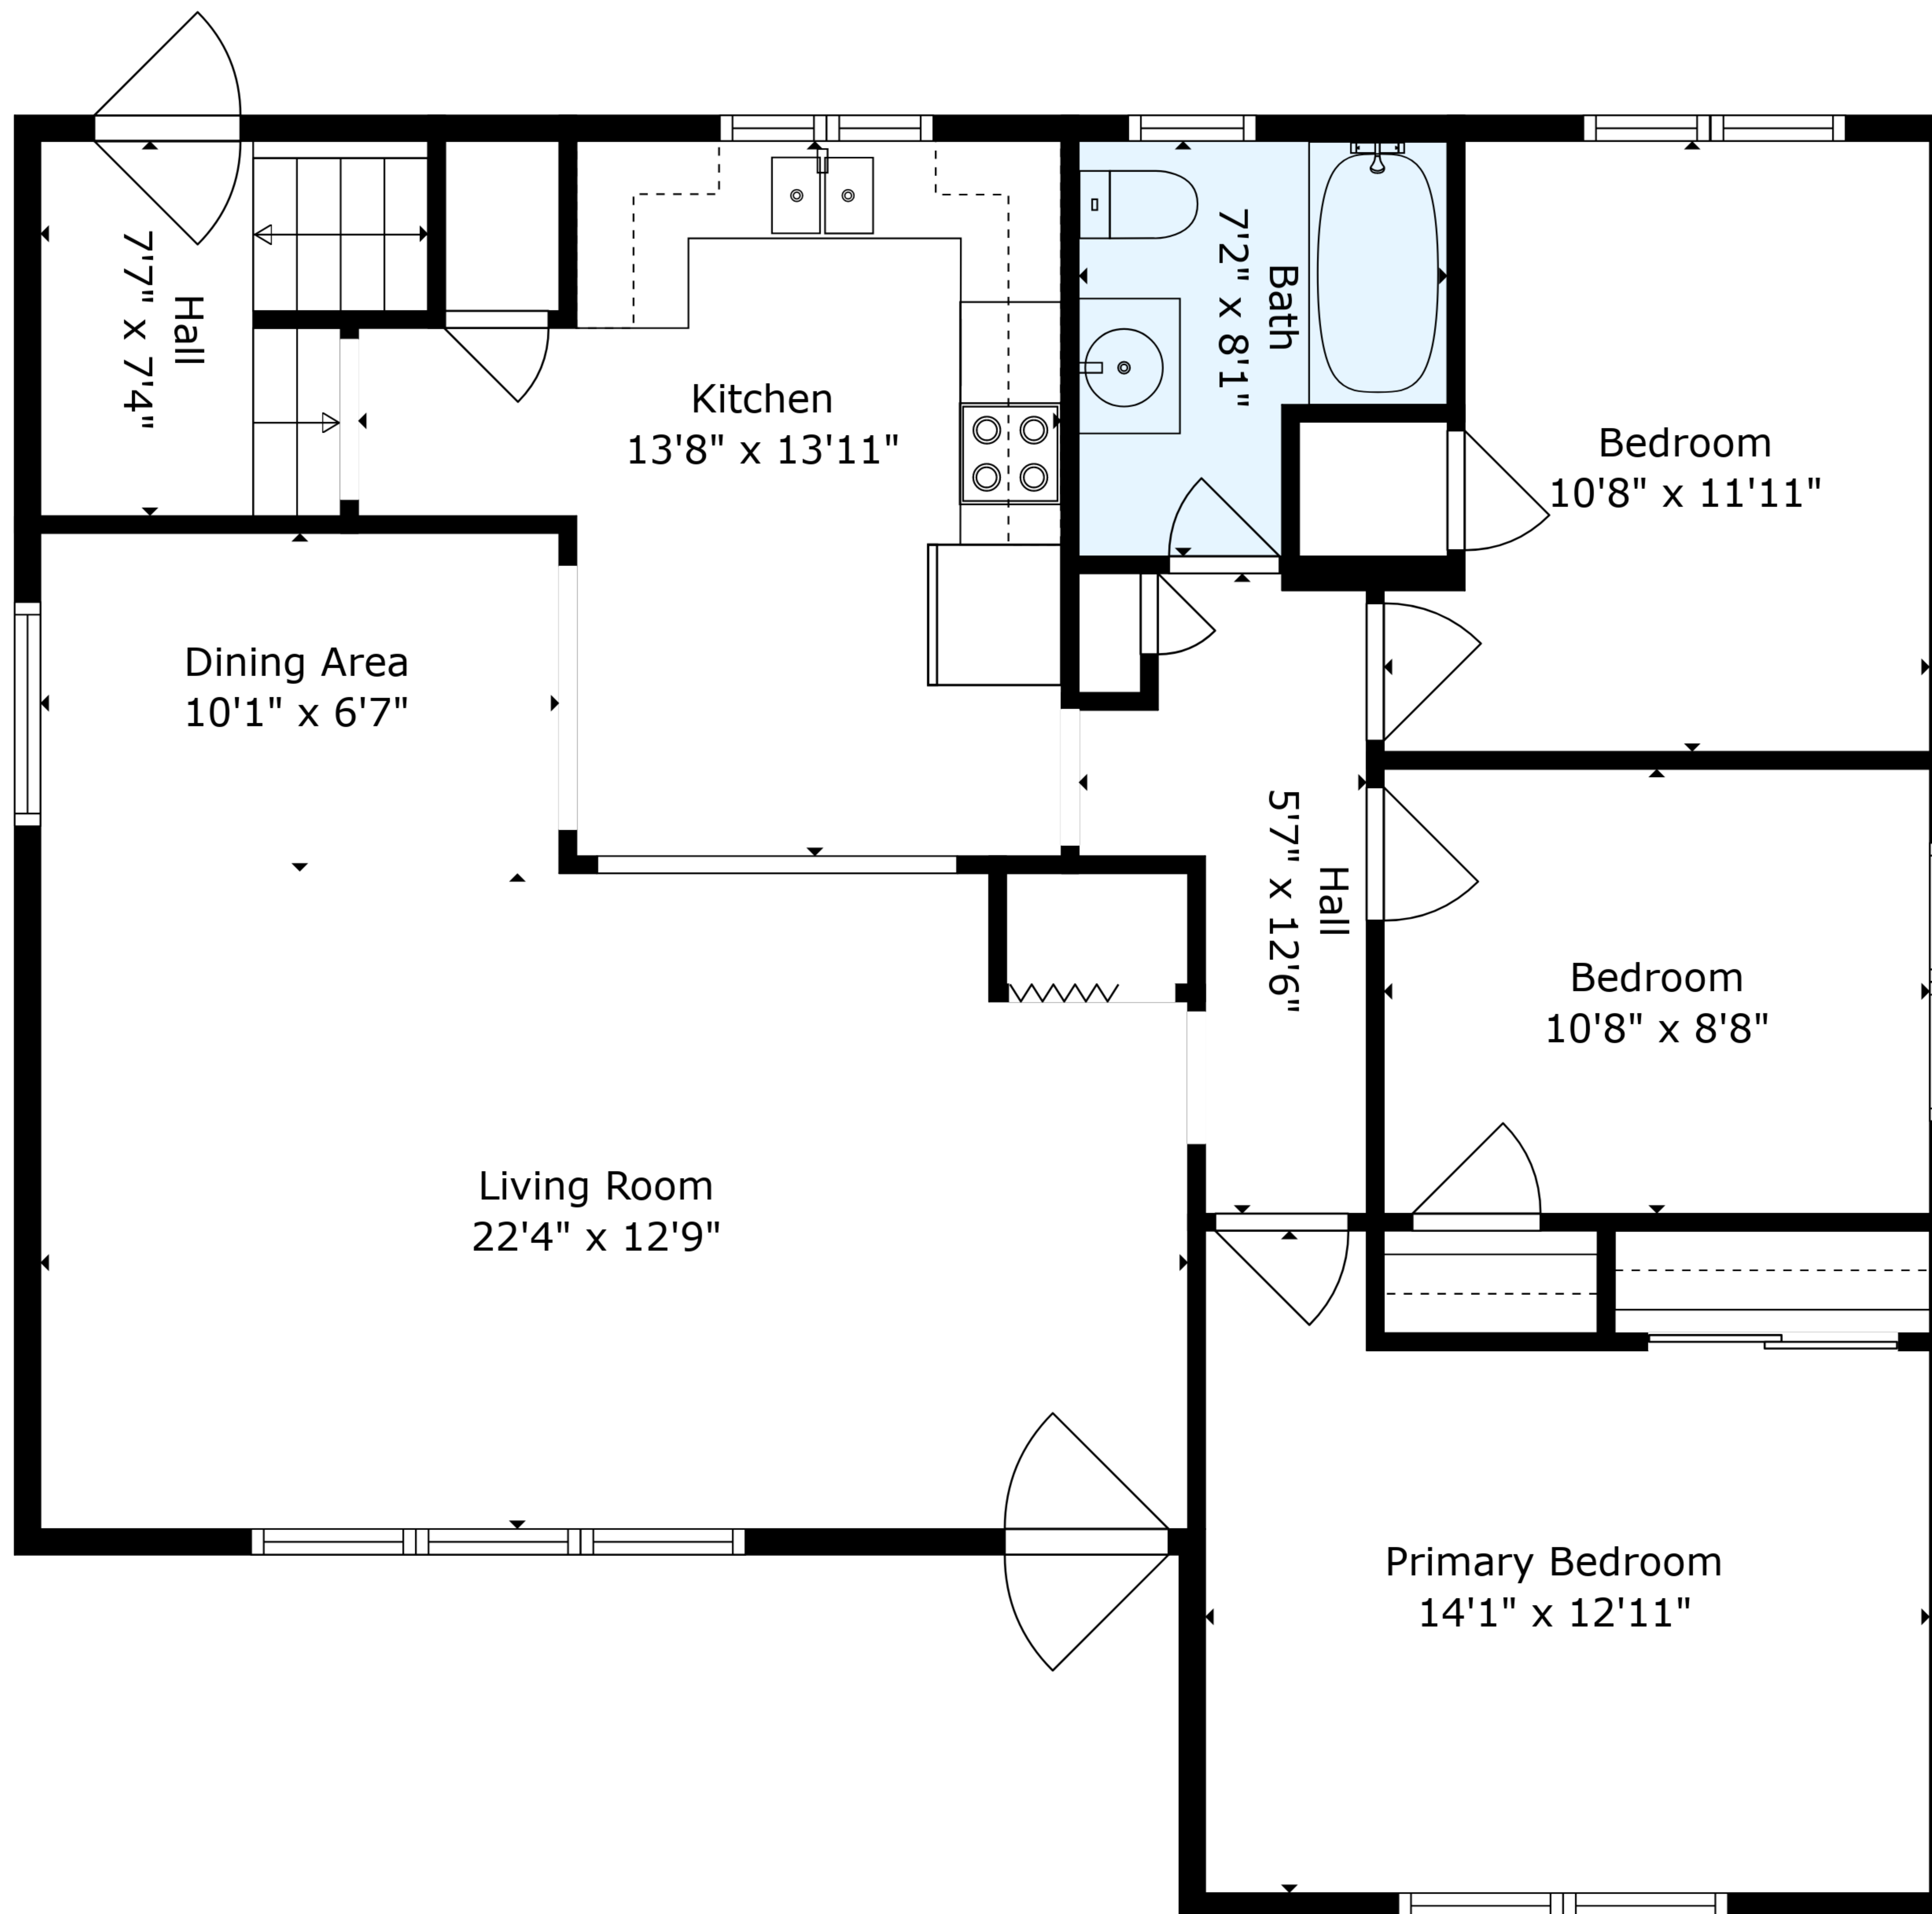 Hall
7'7" x 7'4"
Kitchen
13'8" x 13'11"
Bath
7'2" x 8'1"
Bedroom
10'8" x 11'11"
Dining Area
10'1" x 6'7"
Hall
5'7" x 12'6"
Bedroom
10'8" x 8'8"
Living Room
22'4" x 12'9"
Primary Bedroom
14'1" x 12'11"